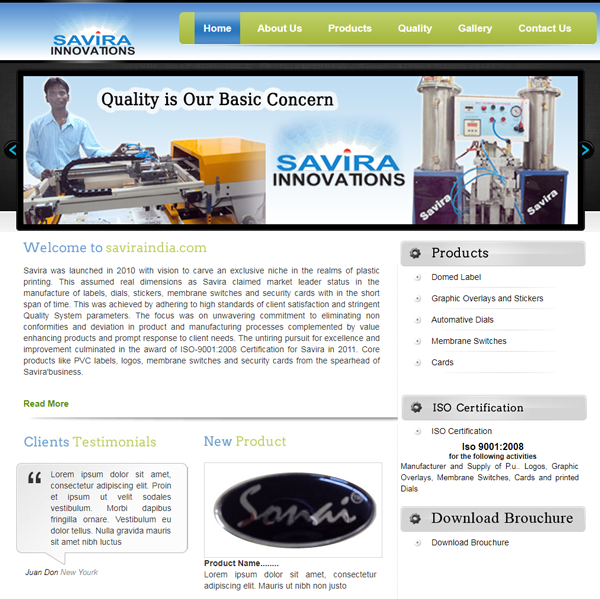 SAVIRA
INNOVATIONS
Home About Us Products Quality Gallery Contact Us
Quality is Our Basic Concern
SAVIRA
INNOVATIONS
Savira
Savira
Welcome to saviraindia.com
Savira was launched in 2010 with vision to carve an exclusive niche in the realms of plastic
printing. This assumed real dimensions as Savira claimed market leader status in the
manufacture of labels, dials, stickers, membrane switches and security cards with in the short
span of time. This was achieved by adhering to high standards of client satisfaction and stringent
Quality System parameters. The focus was on unwavering commitment to eliminating non
conformities and deviation in product and manufacturing processes complemented by value
enhancing products and prompt response to client needs. The untiring pursuit for excellence and
improvement culminated in the award of ISO-9001:2008 Certification for Savira in 2011. Core
products like PVC labels, logos, membrane switches and security cards from the spearhead of
Savira'business.
Read More
Products
Domed Label
Graphic Overlays and Stickers
Automative Dials
Membrane Switches
Cards
ISO Certification
ISO Certification
Iso 9001:2008
for the following activities
Manufacturer and Supply of P.u.. Logos, Graphic
Overlays, Membrane Switches, Cards and printed
Dials
Download Brouchure
Download Brouchure
Clients Testimonials
“ Lorem ipsum dolor sit amet,
consectetur adipiscing elit. Proin
et ipsum ut velit sodales
vestibulum. Morbi dapibus
fringilla ornare. Vestibulum eu
dolor tellus. Nulla gravida mauris
sit amet nibh luctus
Juan Don New Yourk
New Product
Sonai
Product Name........
Lorem ipsum dolor sit amet,
consectetur mauris ut nibh non justo